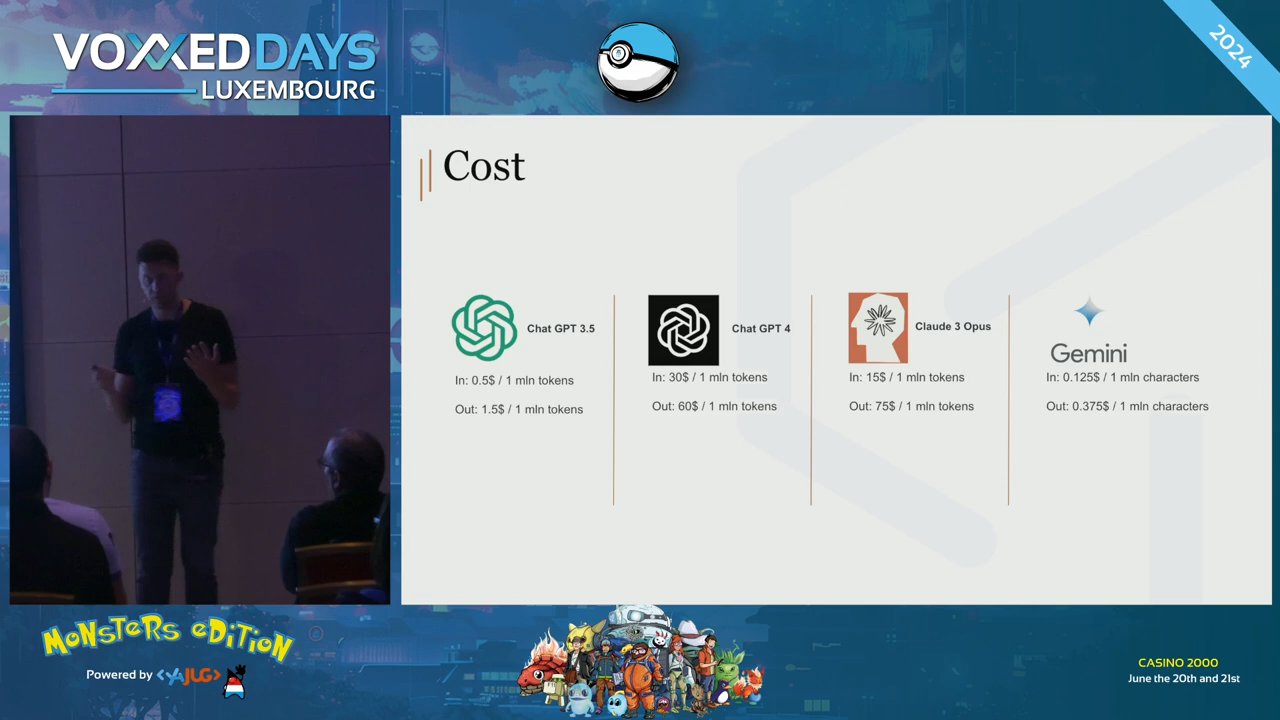 VOXXED DAYS
LUXEMBOURG
2024
Cost
Chat GPT 3.5
In: 0.5$ / 1 mln tokens
Out: 1.5$ / 1 mln tokens
Chat GPT 4
In: 30$ / 1 mln tokens
Out: 60$ / 1 mln tokens
Claude 3 Opus
In: 15$ / 1 mln tokens
Out: 75$ / 1 mln tokens
Gemini
In: 0.125$ / 1 mln characters
Out: 0.375$ / 1 mln characters
MONSTERS EDITION
Powered by <YAJUG>
CASINO 2000
June the 20th and 21st